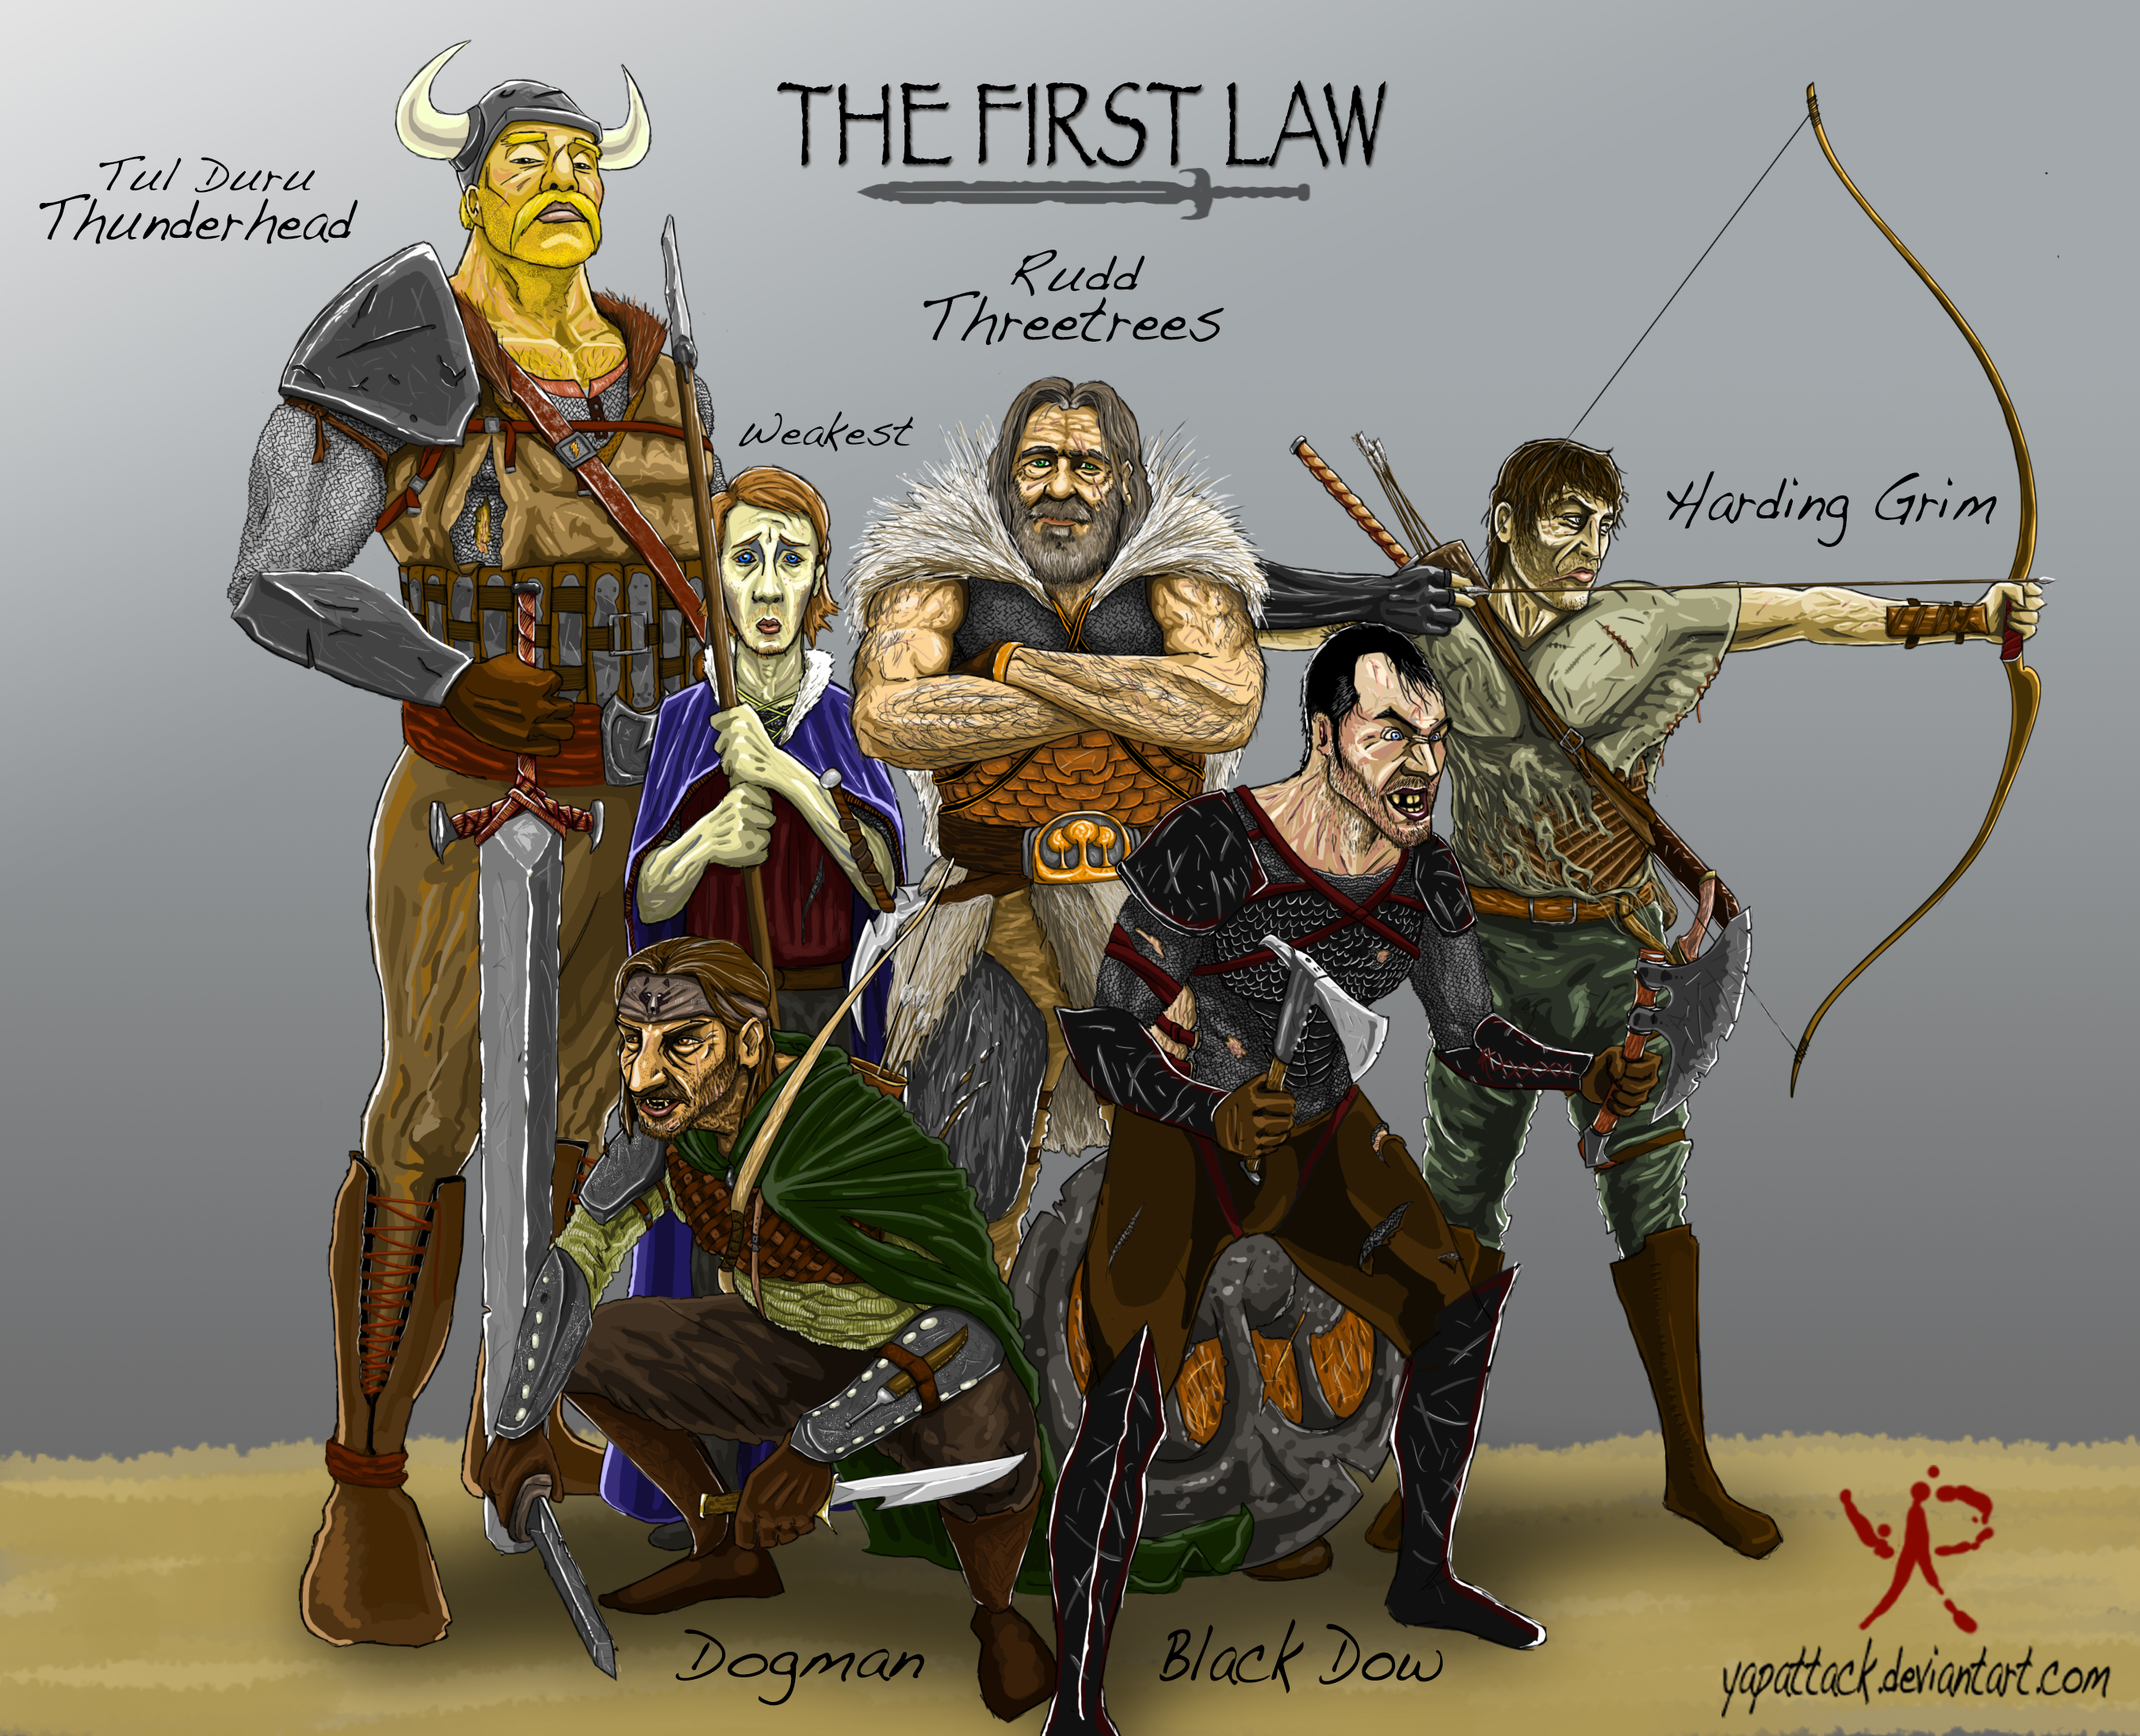 THE FIRST LAW
Tul Duru
Thunderhead
Rudd
Threetrees
Weakest
Harding Grim
Dogman
Black Dow
yapattack.deviantart.com